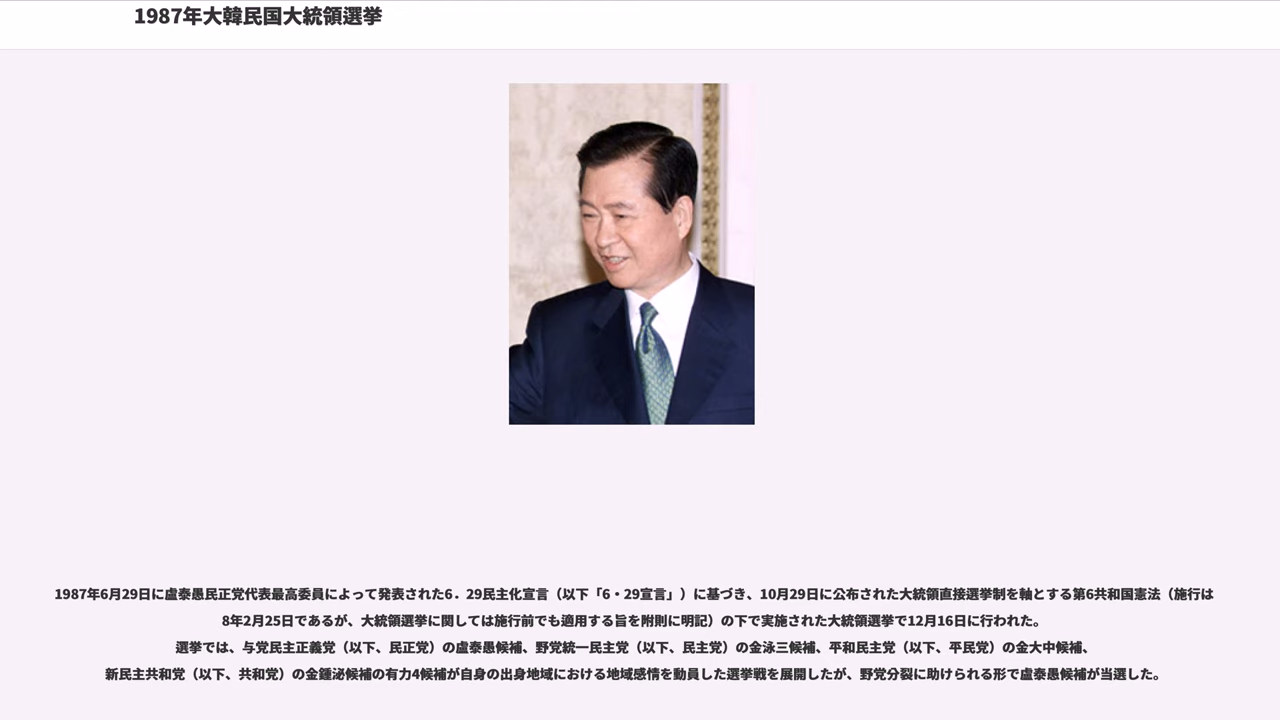 1987年大韓民国大統領選挙
1987年6月29日に盧泰愚民正党代表最高委員によって発表された6．29民主化宣言（以下「6・29宣言」）に基づき、10月29日に公布された大統領直接選挙制を軸とする第6共和国憲法（施行は
8年2月25日であるが、大統領選挙に関しては施行前でも適用する旨を附則に明記）の下で実施された大統領選挙で12月16日に行われた。
選挙では、与党民主正義党（以下、民正党）の盧泰愚候補、野党統一民主党（以下、民主党）の金泳三候補、平和民主党（以下、平民党）の金大中候補、
新民主共和党（以下、共和党）の金鍾泌候補の有力4候補が自身の出身地域における地域感情を動員した選挙戦を展開したが、野党分裂に助けられる形で盧泰愚候補が当選した。